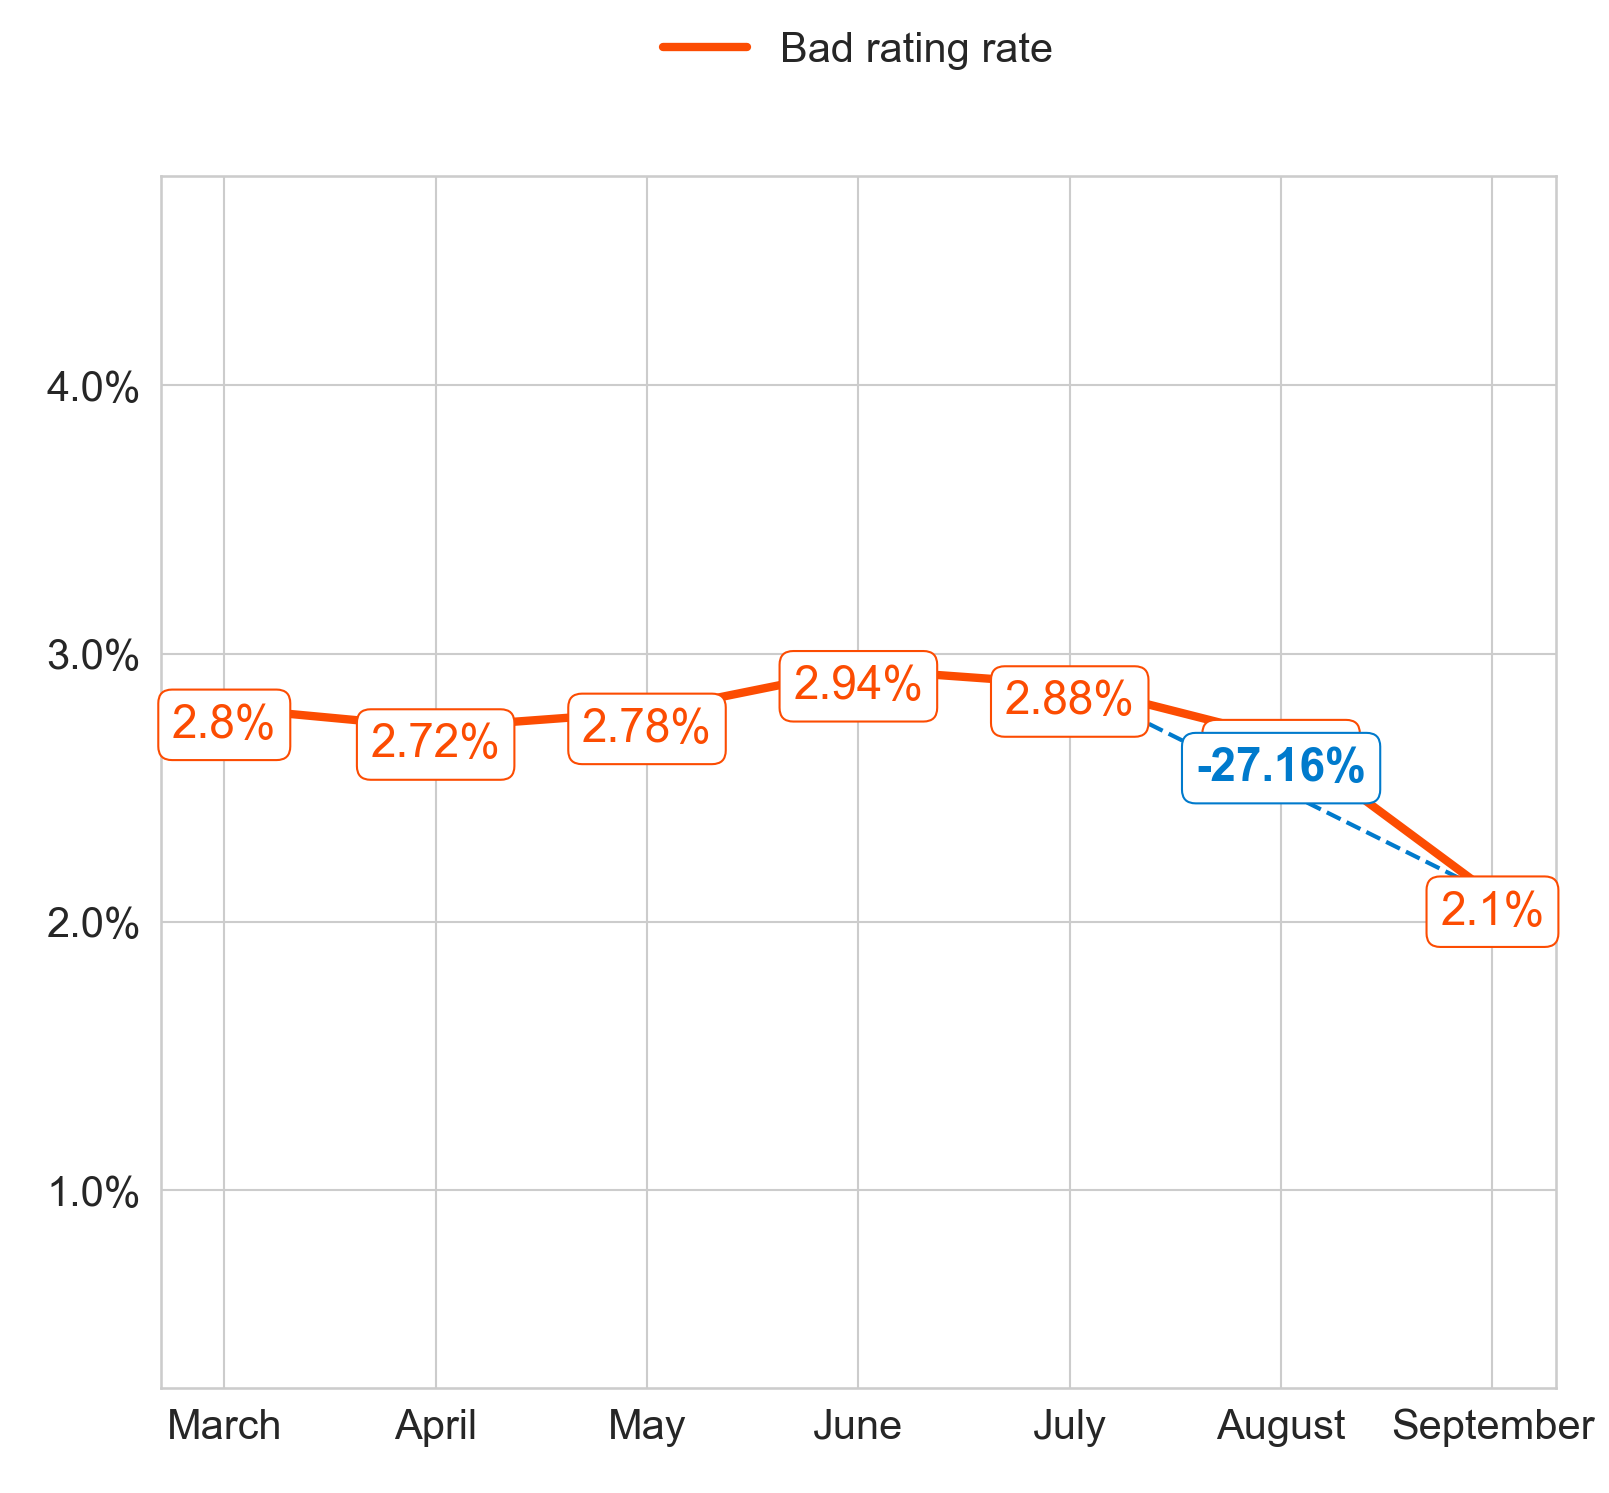 Bad rating rate
4.0%
3.0%
2.0%
1.0%
2.8%
2.72%
2.78%
2.94%
2.88%
-27.16%
2.1%
March
April
May
June
July
August
September